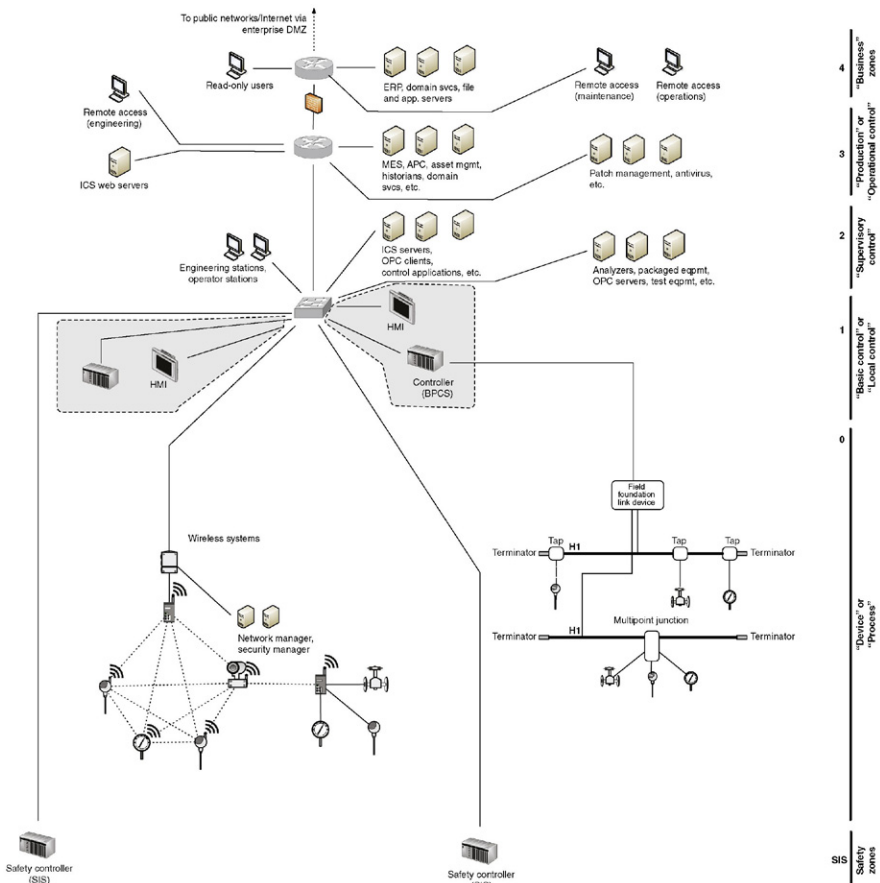 To public networks/Internet via
enterprise DMZ
Read-only users
ERP, domain svcs, file
and app. servers
Remote access
(maintenance)
Remote access
(operations)
4
"Business"
zones
Remote access
(engineering)
ICS web servers
MES, APC, asset mgmt,
historians, domain
svcs, etc.
Patch management, antivirus,
etc.
3
"Production" or
"Operational control"
Engineering stations,
operator stations
ICS servers,
OPC clients,
control applications, etc.
Analyzers, packaged eqpmt,
OPC servers, test eqpmt, etc.
2
"Supervisory
control"
HMI
HMI
Controller
(BPCS)
1
"Basic control" or
"Local control"
0
Field
foundation
link device
Wireless systems
Terminator
Tap
H1
Tap
Tap
Terminator
Network manager,
security manager
Multipoint junction
Terminator
H1
Terminator
"Device" or
"Process"
Safety controller
(SIS)
Safety controller
(SIS)
SIS
Safety
zones